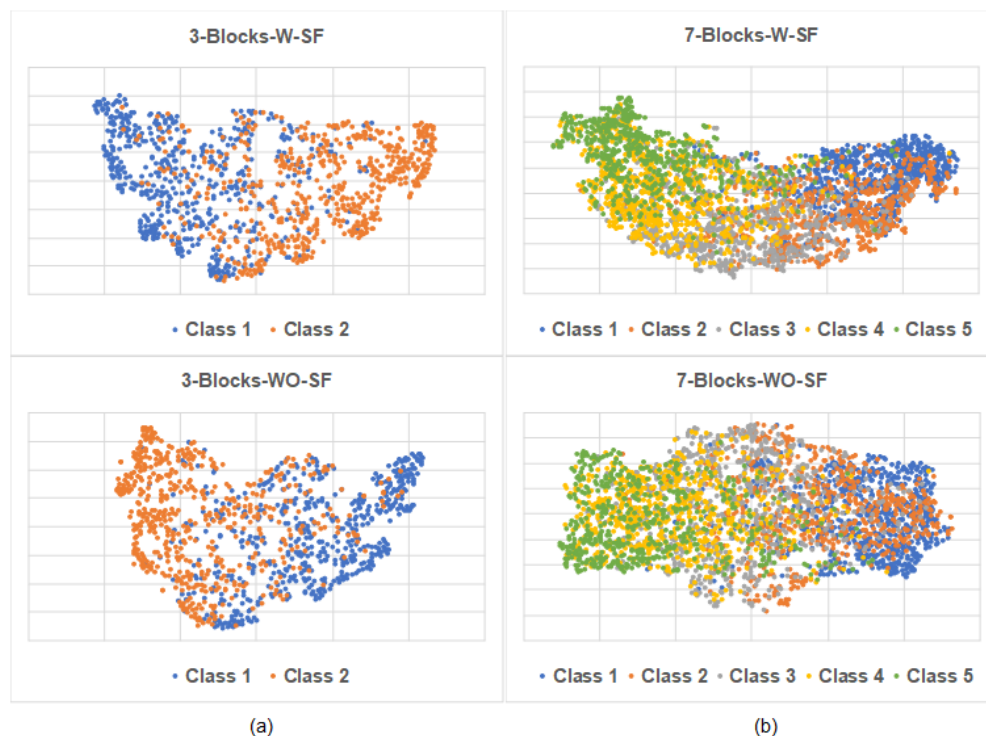 3-Blocks-W-SF
Class 1 Class 2
7-Blocks-W-SF
Class 1 Class 2 Class 3 Class 4 Class 5
3-Blocks-WO-SF
Class 1 Class 2
7-Blocks-WO-SF
Class 1 Class 2 Class 3 Class 4 Class 5
(a)
(b)